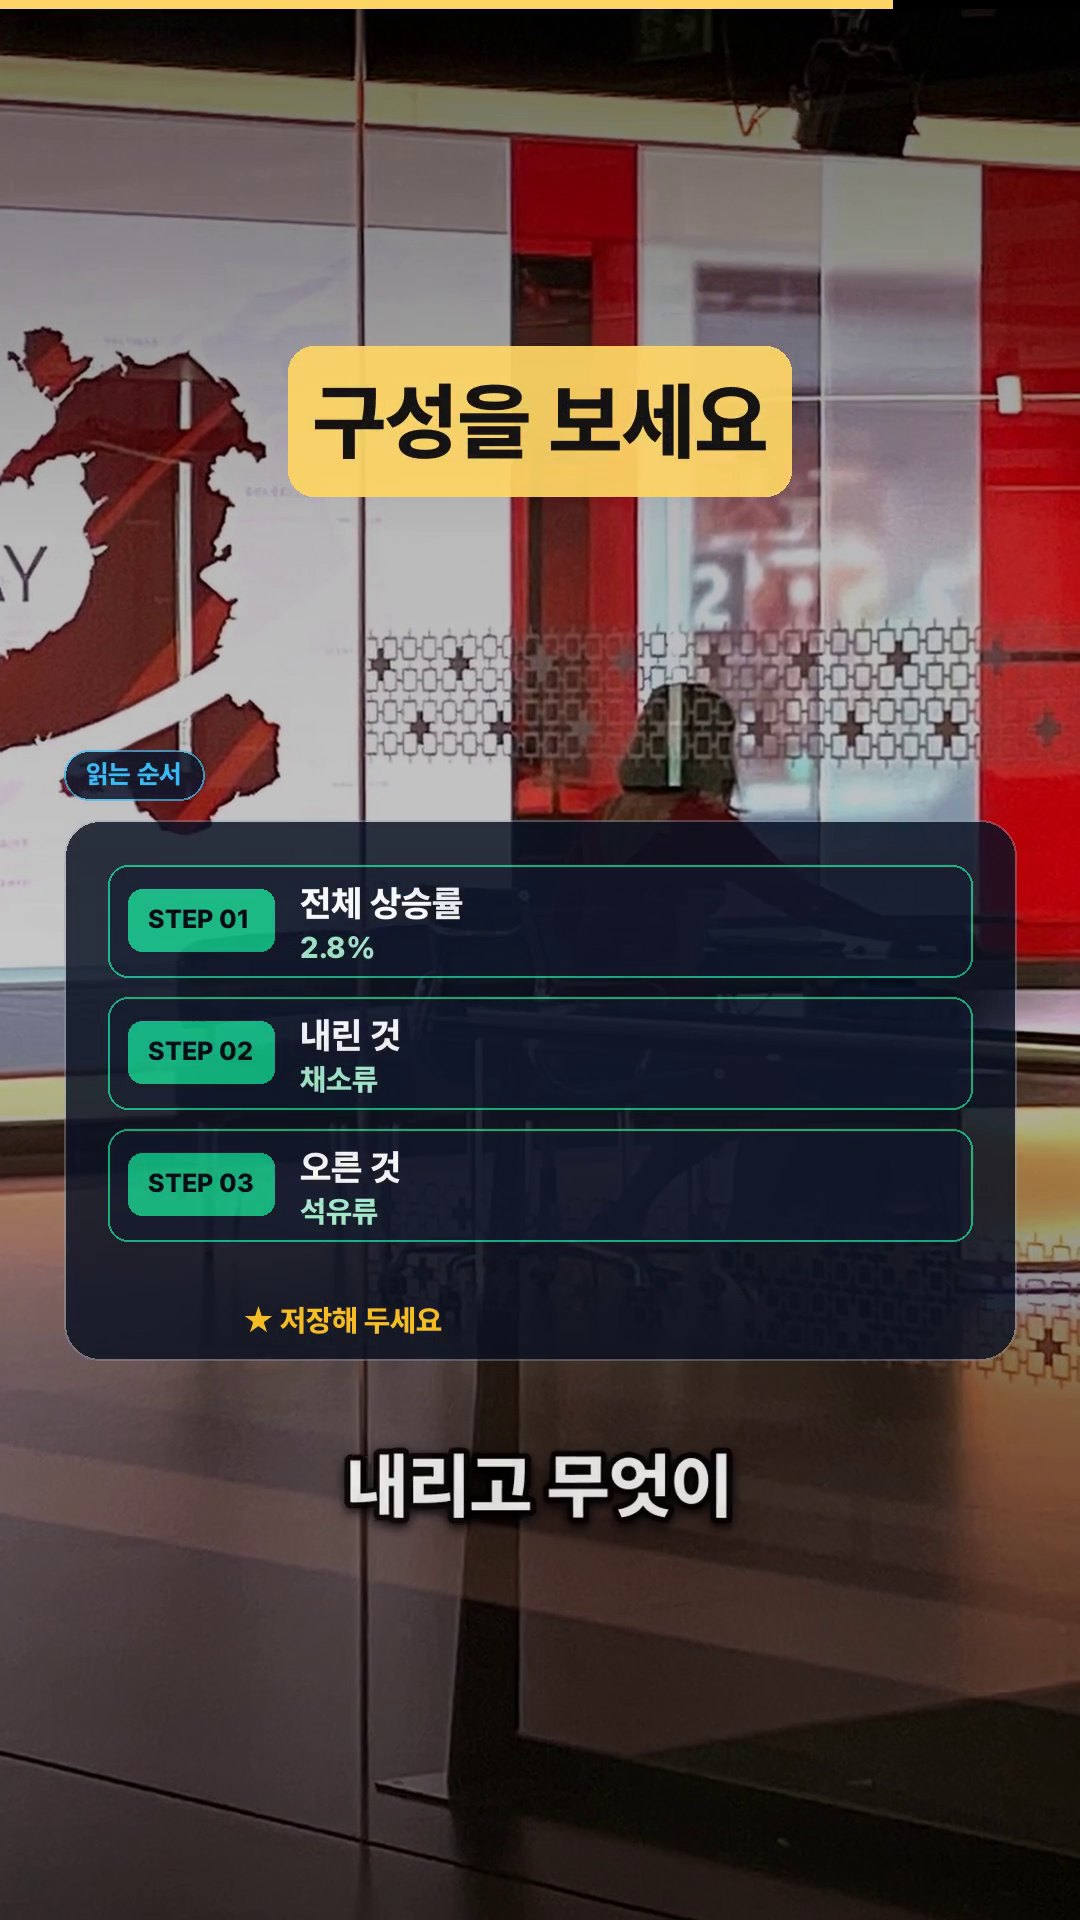 구성을 보세요
AY
읽는 순서
STEP 01
전체 상승률
2.8%
STEP 02
내린 것
채소류
STEP 03
오른 것
석유류
★ 저장해 두세요
내리고 무엇이